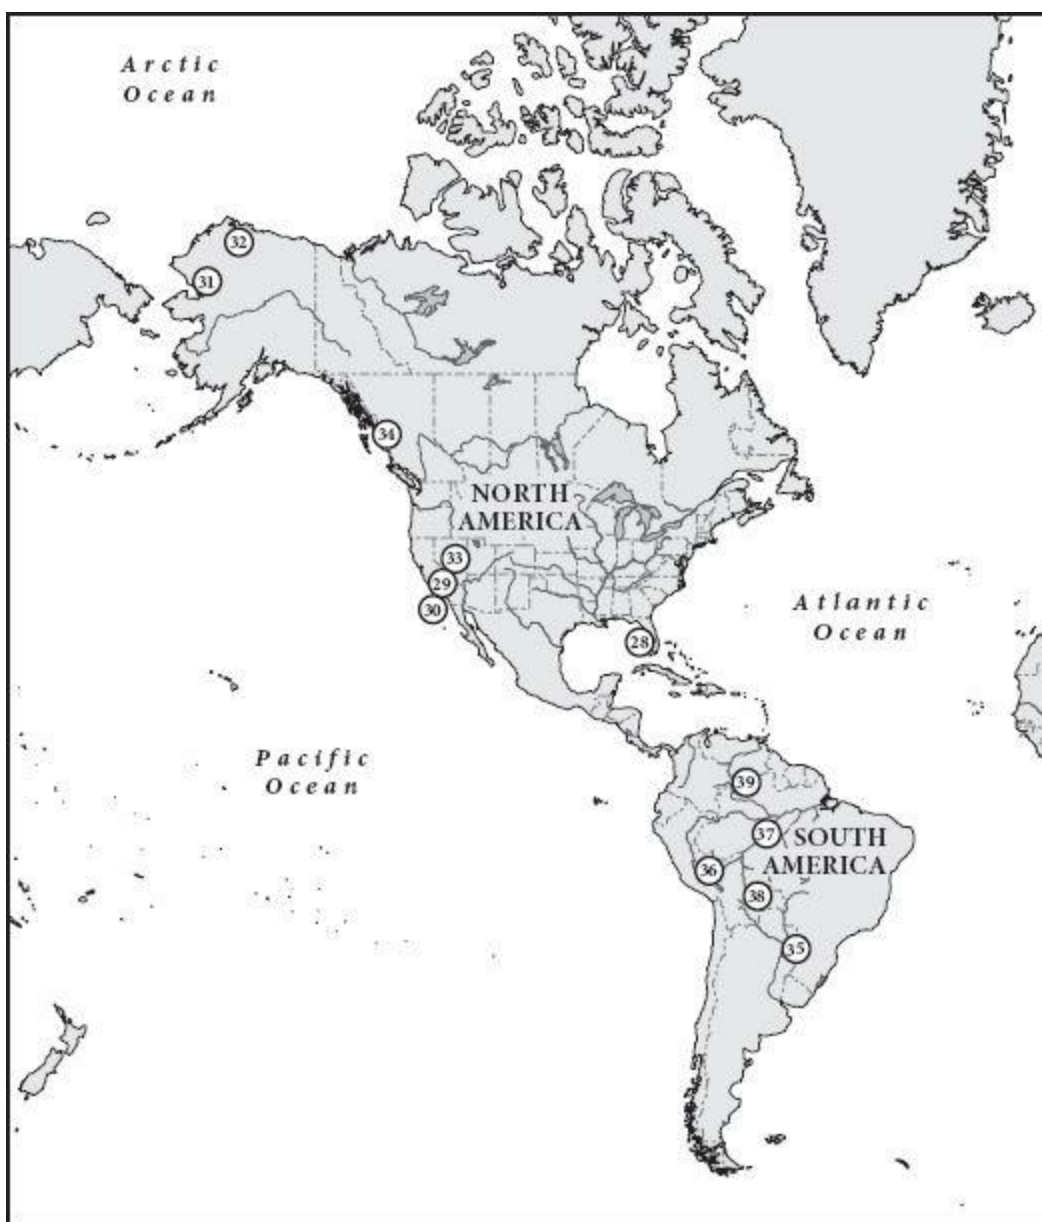 Arctic
Ocean
32
31
34
NORTH
AMERICA
33
29
30
28
Atlantic
Ocean
Pacific
Ocean
39
37
SOUTH
AMERICA
36
38
35